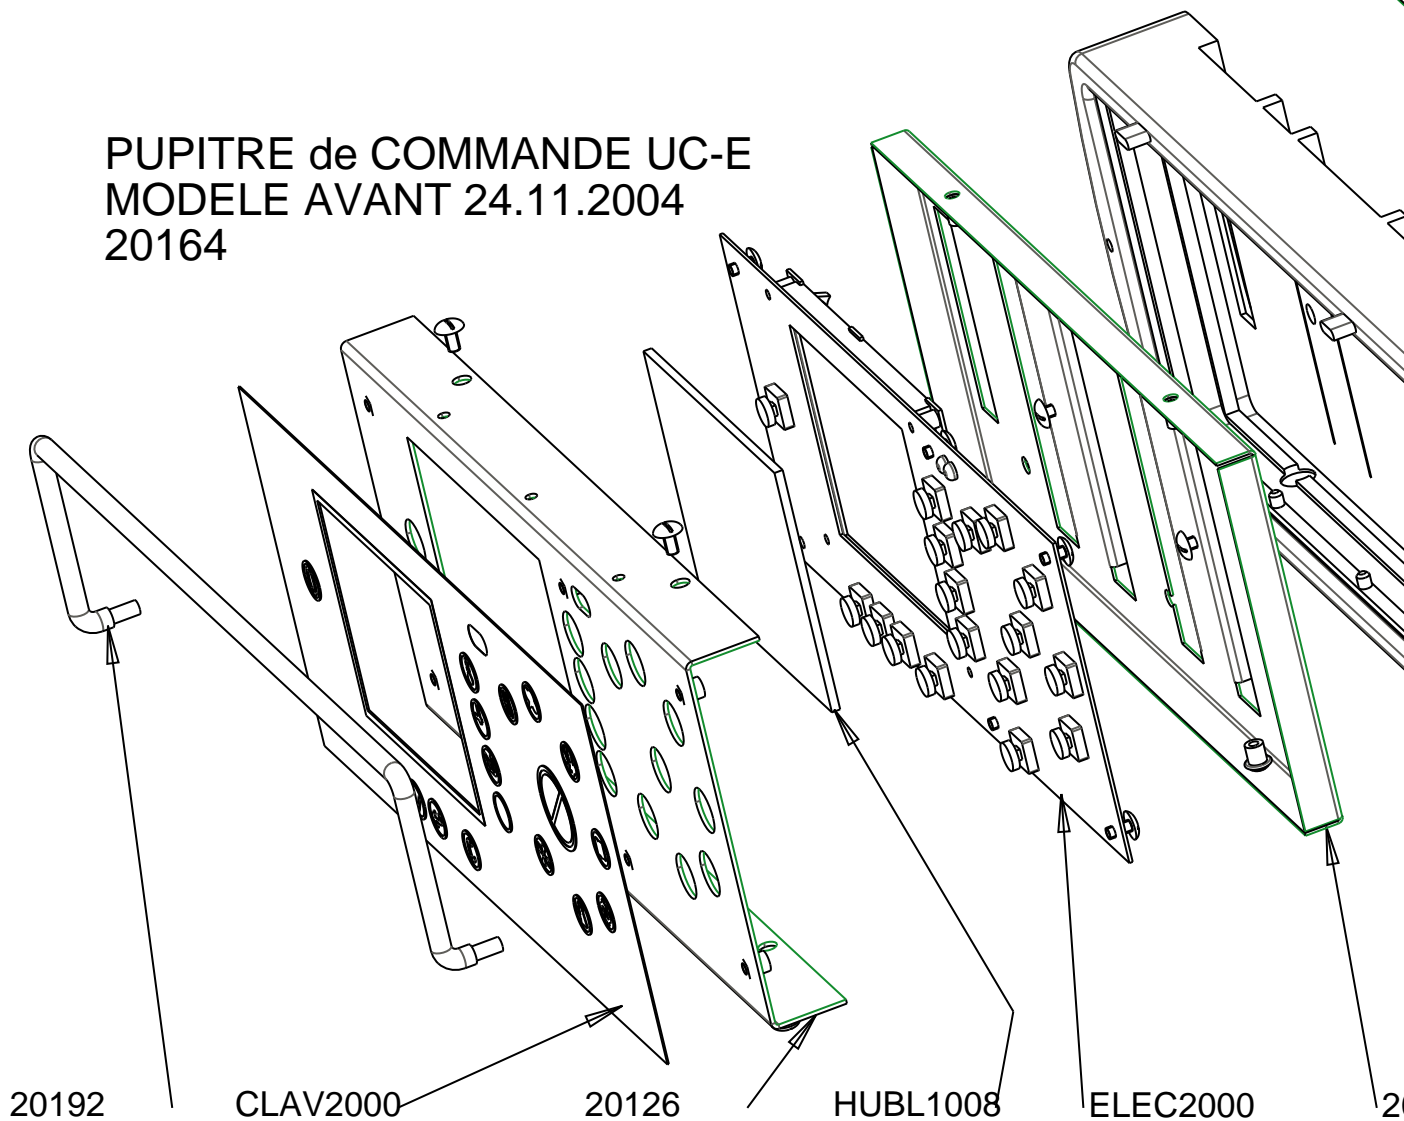 PUPITRE de COMMANDE UC-E
MODELE AVANT 24.11.2004
20164
20192 CLAV2000 20126 HUBL1008 ELEC2000